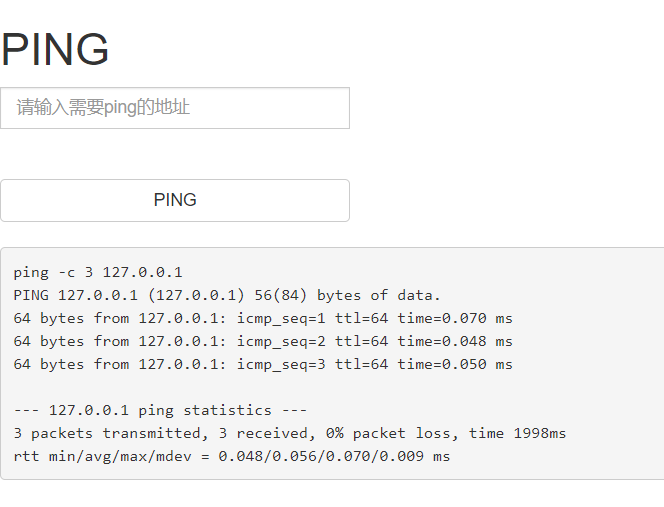 PING
请输入需要ping的地址
PING
ping -c 3 127.0.0.1
PING 127.0.0.1 (127.0.0.1) 56(84) bytes of data.
64 bytes from 127.0.0.1: icmp_seq=1 ttl=64 time=0.070 ms
64 bytes from 127.0.0.1: icmp_seq=2 ttl=64 time=0.048 ms
64 bytes from 127.0.0.1: icmp_seq=3 ttl=64 time=0.050 ms
--- 127.0.0.1 ping statistics ---
3 packets transmitted, 3 received, 0% packet loss, time 1998ms
rtt min/avg/max/mdev = 0.048/0.056/0.070/0.009 ms